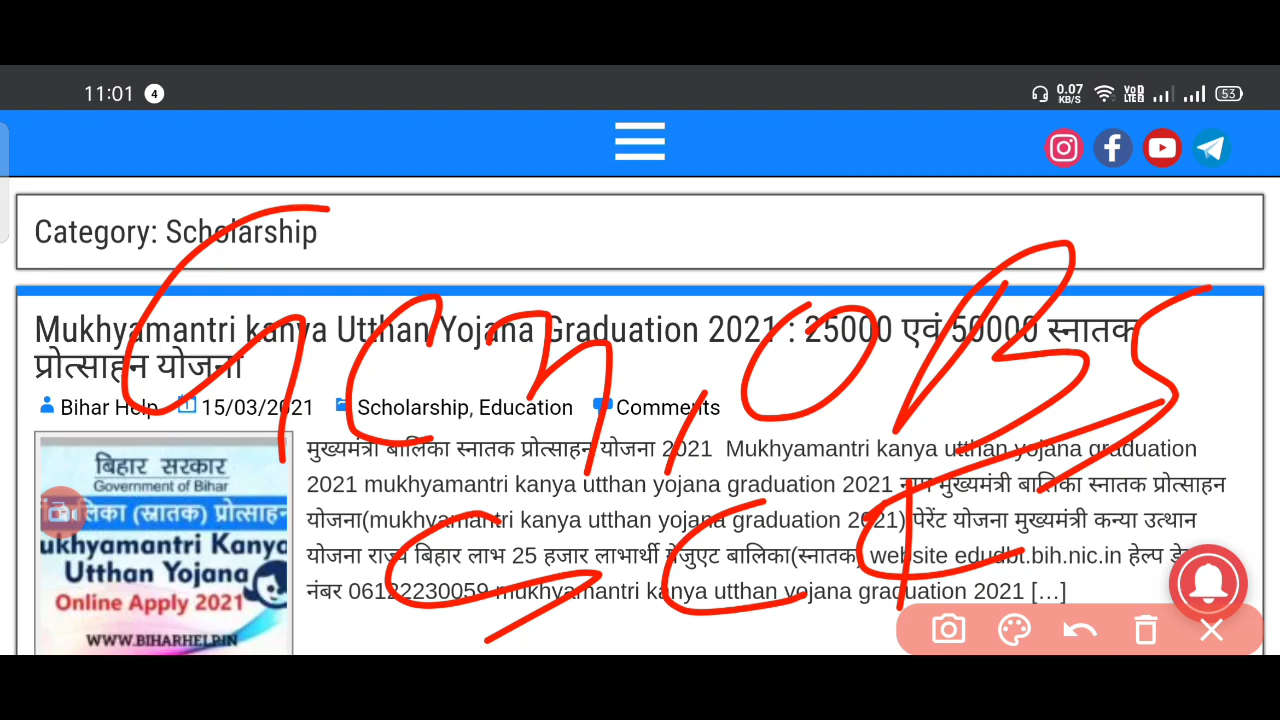 11:01 4 0.07 KB/S 53
Category: Scholarship
Mukhyamantri kanya Utthan Yojana Graduation 2021 : 25000 एवं 50000 स्नातक
प्रोत्साहन योजना
Bihar Help 15/03/2021 Scholarship, Education Comments
मुख्यमंत्री बालिका स्नातक प्रोत्साहन योजना 2021 Mukhyamantri kanya utthan yojana graduation
2021 mukhyamantri kanya utthan yojana graduation 2021 नाम मुख्यमंत्री बालिका स्नातक प्रोत्साहन
योजना(mukhyamantri kanya utthan yojana graduation 2021) पेरेंट योजना मुख्यमंत्री कन्या उत्थान
योजना राज्य बिहार लाभ 25 हजार लाभार्थी ग्रेजुएट बालिका(स्नातक) website edudbt.bih.nic.in हेल्प
नंबर 06122230059 mukhyamantri kanya utthan yojana graduation 2021 […]
बिहार सरकार
Government of Bihar
लिका (स्नातक) प्रोत्साहन
ukhyamantri Kanya
Utthan Yojana
Online Apply 2021
WWW.BIHARHELP.IN